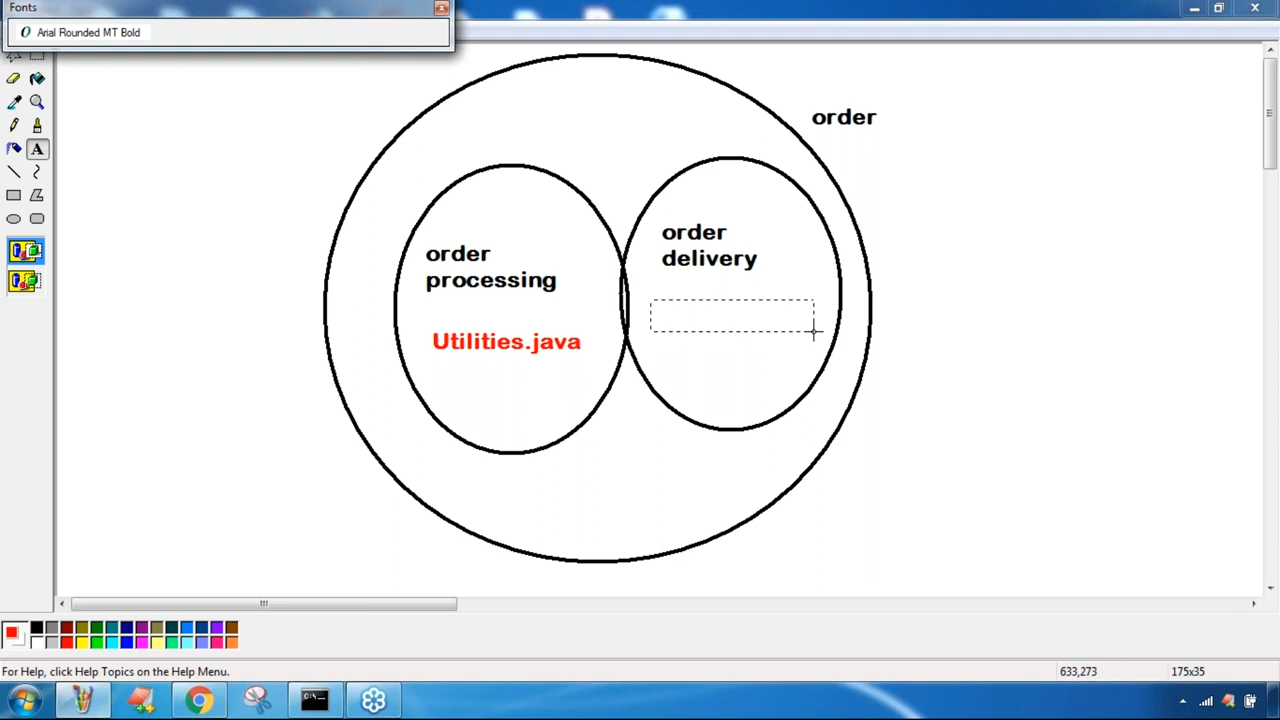 Fonts
O Arial Rounded MT Bold
order
order
delivery
order
processing
Utilities.java
For Help, click Help Topics on the Help Menu.
633,273
175x35